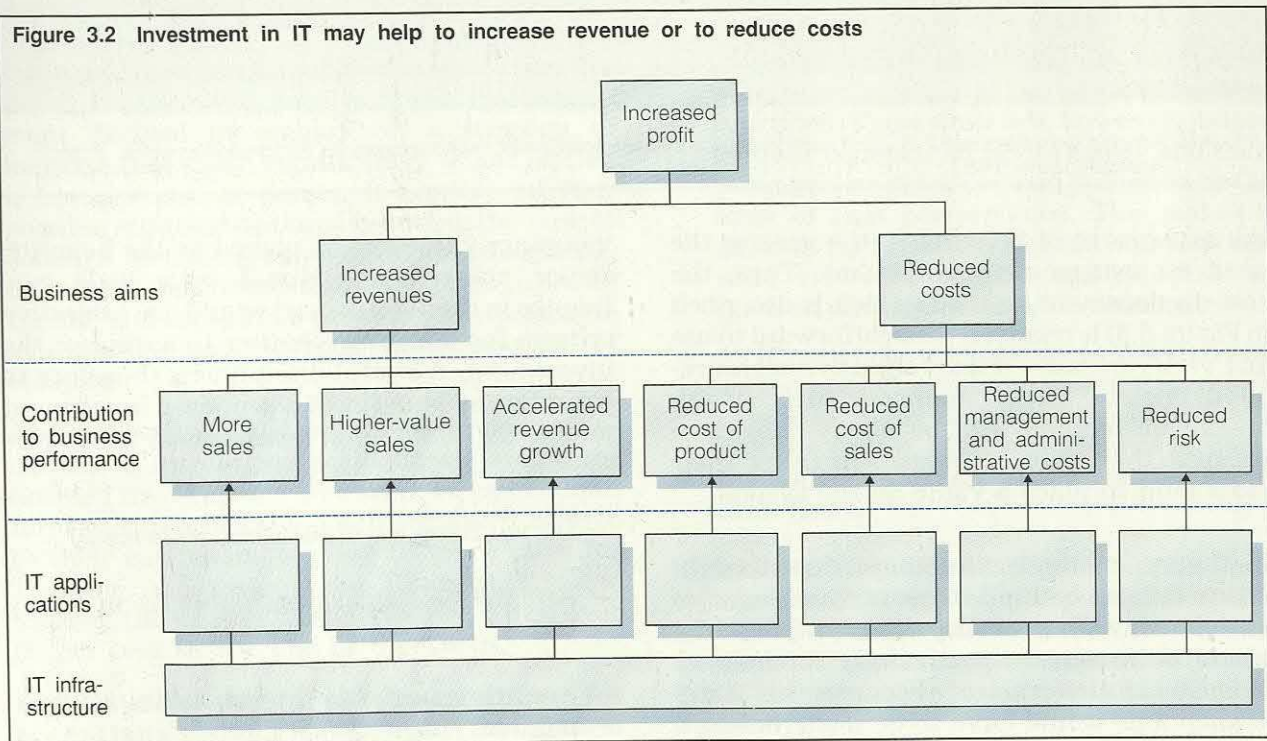 Figure 3.2 Investment in IT may help to increase revenue or to reduce costs
Increased
profit
Business aims
Increased
revenues
Reduced
costs
Contribution
to business
performance
More
sales
Higher-value
sales
Accelerated
revenue
growth
Reduced
cost of
product
Reduced
cost of
sales
Reduced
management
and admini-
strative costs
Reduced
risk
IT appli-
cations
IT infra-
structure